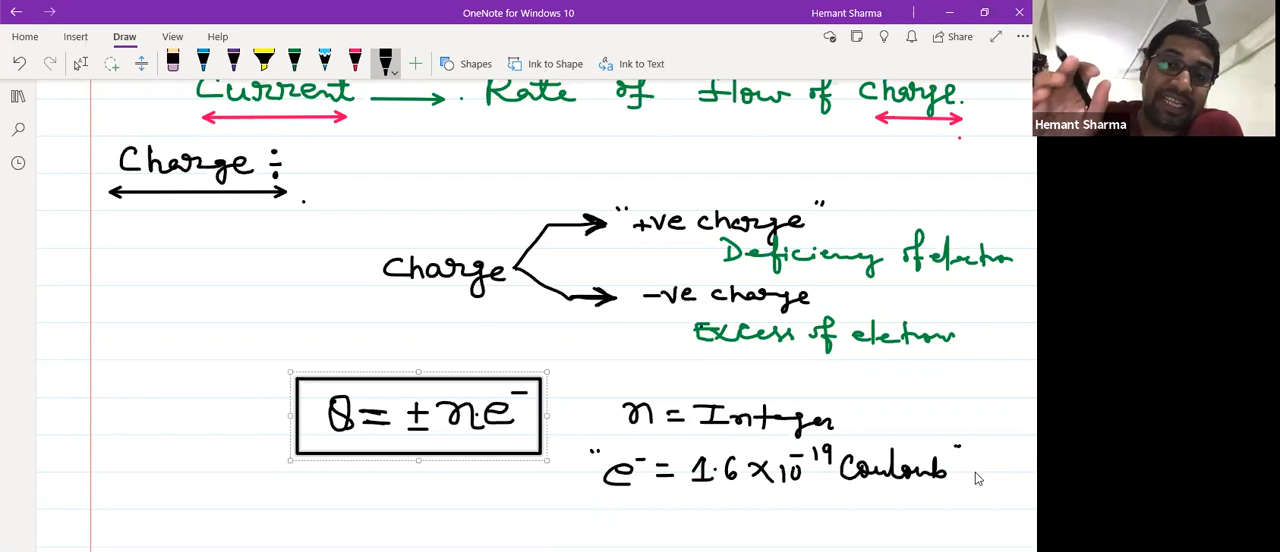 OneNote for Windows 10
Hemant Sharma
Home Insert Draw View Help
Share
Shapes Ink to Shape Ink to Text
Current → Rate of flow of Charge.
Hemant Sharma
Charge ÷
"+ve charge"
Deficiency of electron
Charge
-ve charge
Excess of eletron
Q = ± n.e⁻ n = Integer
"e⁻ = 1.6 × 10⁻¹⁹ Coulomb"